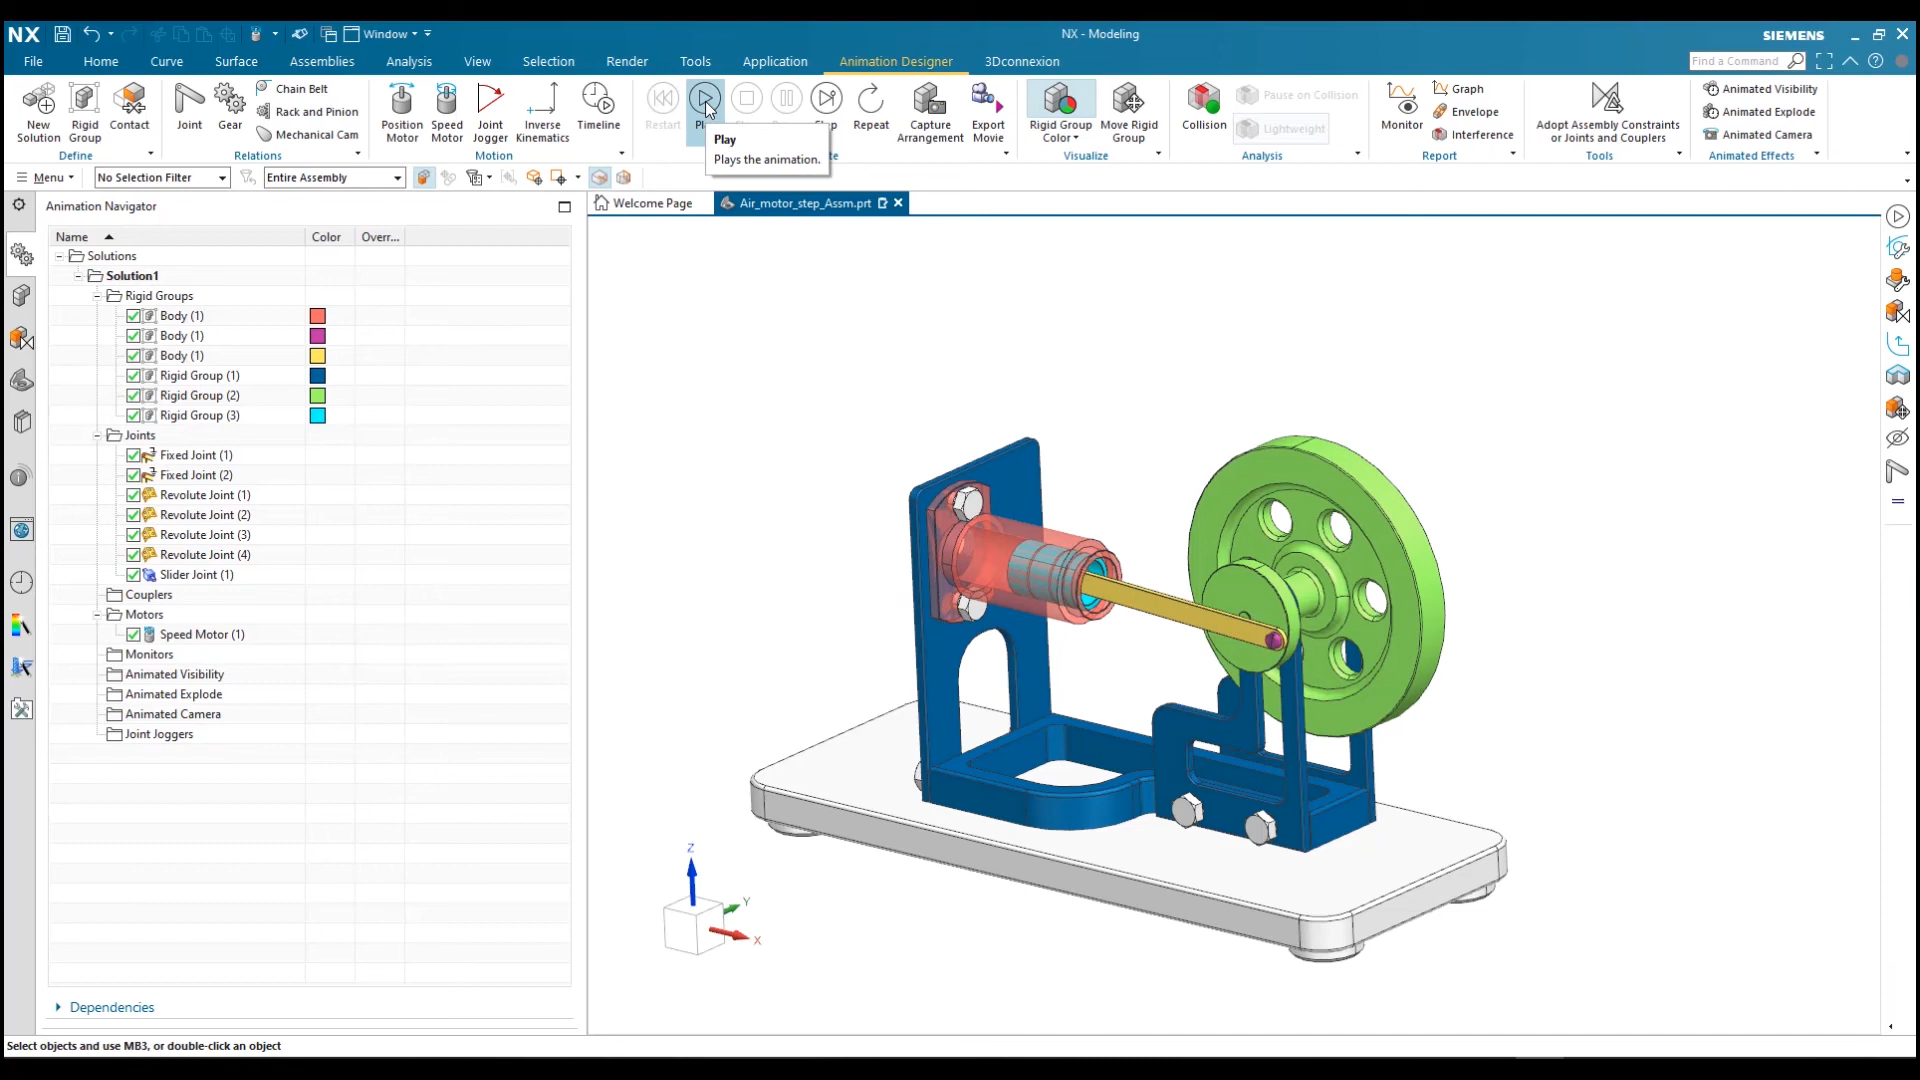 NX
Window
NX - Modeling
SIEMENS
File Home Curve Surface Assemblies Analysis View Selection Render Tools Application Animation Designer 3Dconnexion
Find a Command
New Solution
Rigid Group
Contact
Define
Joint
Gear
Chain Belt
Rack and Pinion
Mechanical Cam
Relations
Position Motor
Speed Motor
Joint Jogger
Inverse Kinematics
Timeline
Motion
Restart
Repeat
Capture Arrangement
Export Movie
Play
Plays the animation.
Rigid Group Color
Move Rigid Group
Visualize
Collision
Pause on Collision
Lightweight
Analysis
Monitor
Graph
Envelope
Interference
Report
Adopt Assembly Constraints or Joints and Couplers
Tools
Animated Visibility
Animated Explode
Animated Camera
Animated Effects
Menu
No Selection Filter
Entire Assembly
Animation Navigator
Welcome Page
Air_motor_step_Assm.prt
Name Color Overr...
Solutions
Solution1
Rigid Groups
Body (1)
Body (1)
Body (1)
Rigid Group (1)
Rigid Group (2)
Rigid Group (3)
Joints
Fixed Joint (1)
Fixed Joint (2)
Revolute Joint (1)
Revolute Joint (2)
Revolute Joint (3)
Revolute Joint (4)
Slider Joint (1)
Couplers
Motors
Speed Motor (1)
Monitors
Animated Visibility
Animated Explode
Animated Camera
Joint Joggers
Z
Y
X
Dependencies
Select objects and use MB3, or double-click an object